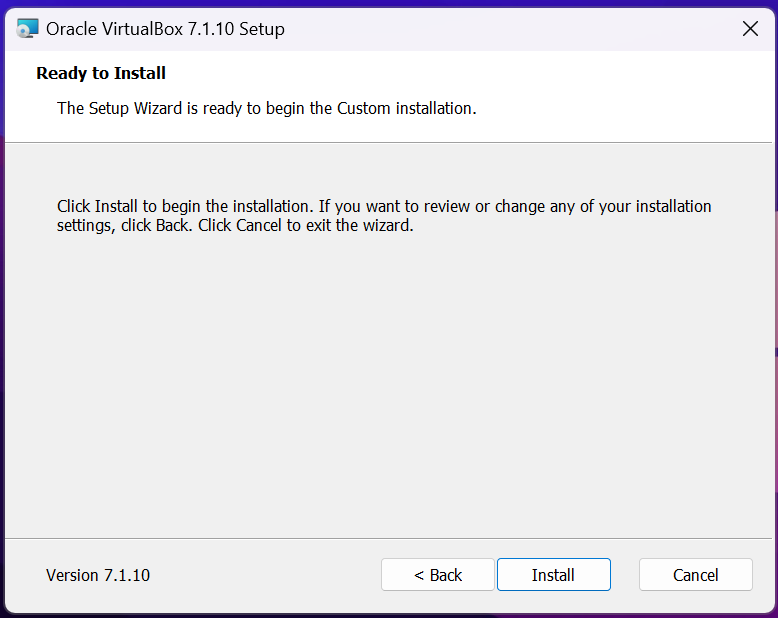 Oracle VirtualBox 7.1.10 Setup
Ready to Install
The Setup Wizard is ready to begin the Custom installation.
Click Install to begin the installation. If you want to review or change any of your installation
settings, click Back. Click Cancel to exit the wizard.
Version 7.1.10
< Back
Install
Cancel